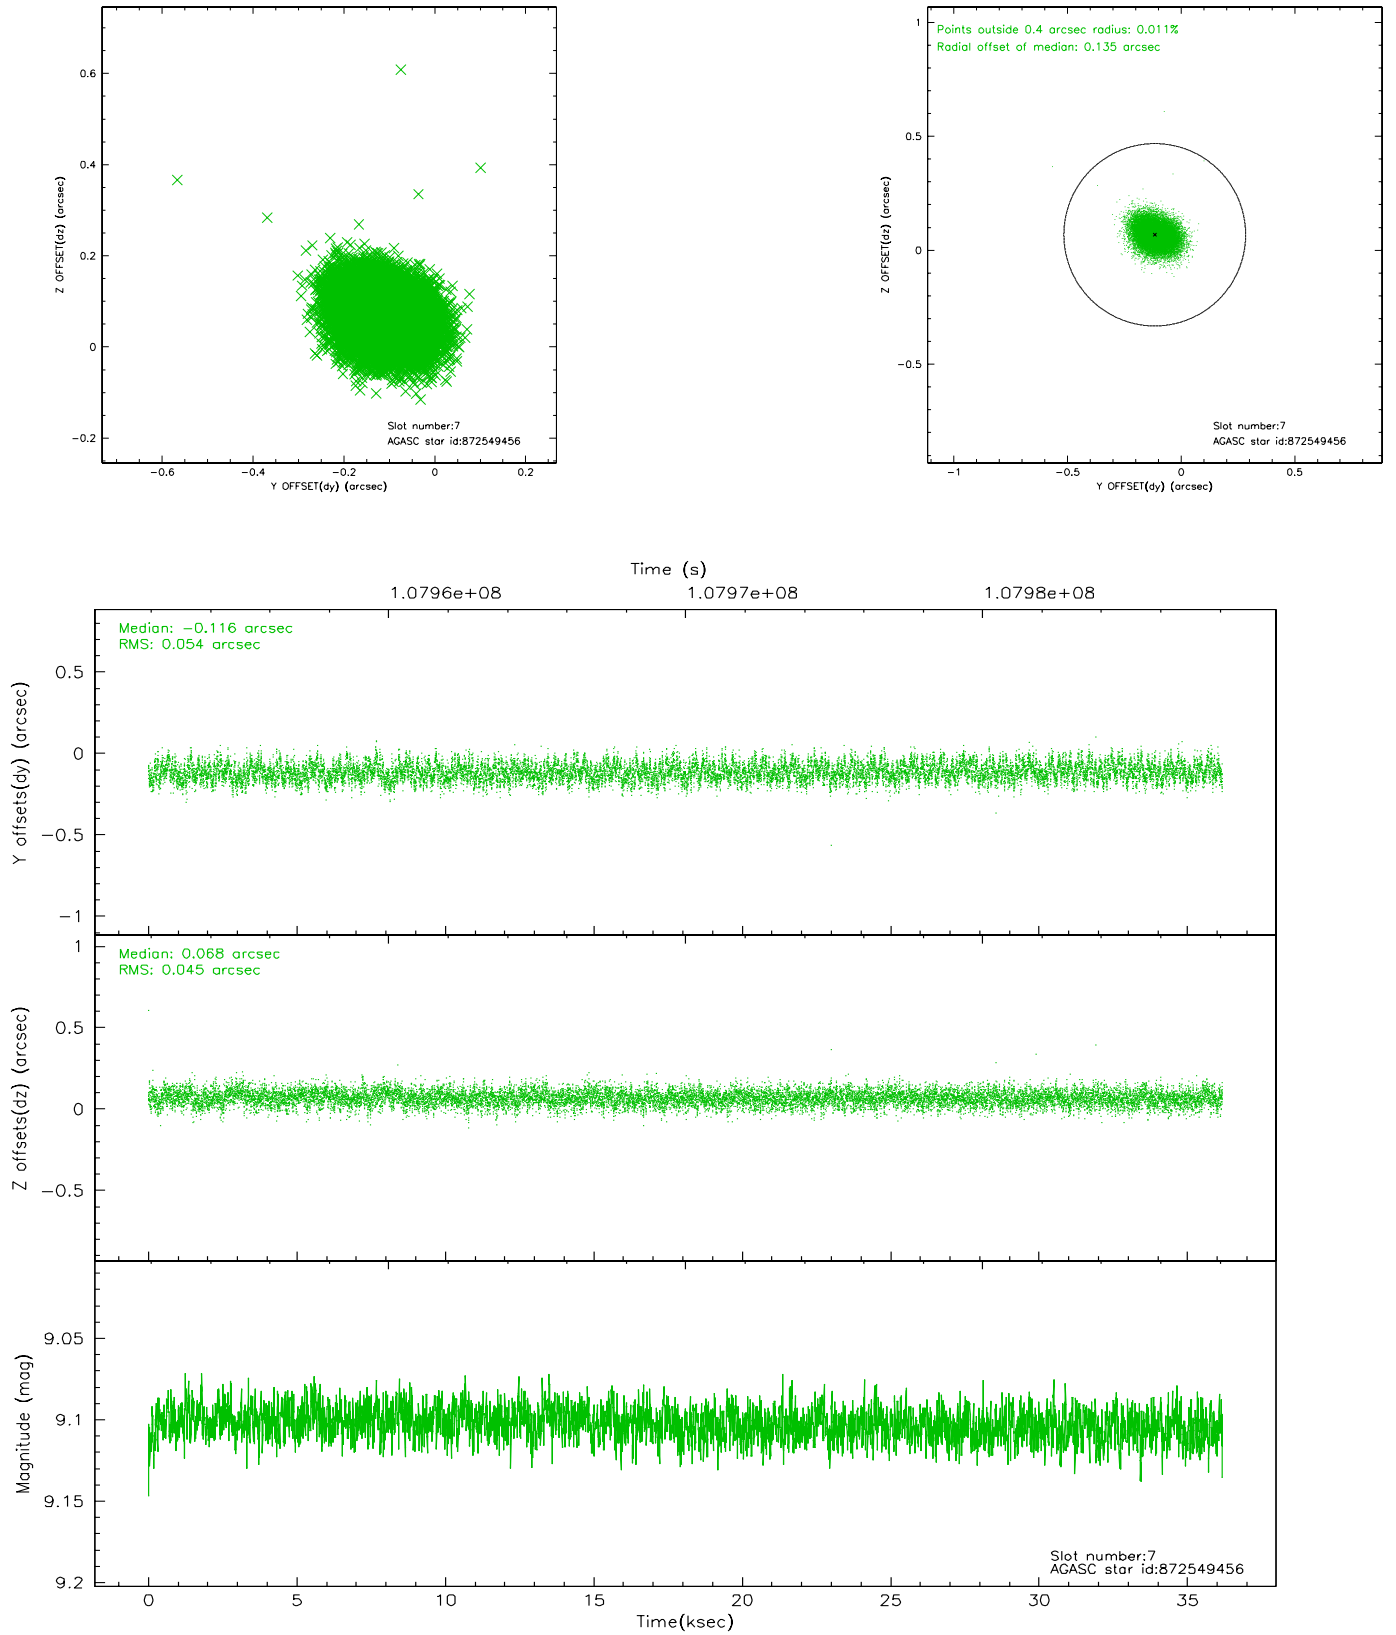 0.6
0.4
0.2
0
−0.2
Z OFFSET(dz) (arcsec)
Slot number:7
AGASC star id:872549456
−0.6 −0.4 −0.2 0 0.2
Y OFFSET(dy) (arcsec)
Points outside 0.4 arcsec radius: 0.011%
Radial offset of median: 0.135 arcsec
1
0.5
0
−0.5
Z OFFSET(dz) (arcsec)
Slot number:7
AGASC star id:872549456
−1 −0.5 0 0.5
Y OFFSET(dy) (arcsec)
Time (s)
1.0796e+08 1.0797e+08 1.0798e+08
Median: −0.116 arcsec
RMS: 0.054 arcsec
0.5
0
−0.5
−1
Y offsets(dy) (arcsec)
Median: 0.068 arcsec
RMS: 0.045 arcsec
1
0.5
0
−0.5
Z offsets(dz) (arcsec)
9.05
9.1
9.15
9.2
Magnitude (mag)
Slot number:7
AGASC star id:872549456
0 5 10 15 20 25 30 35
Time(ksec)